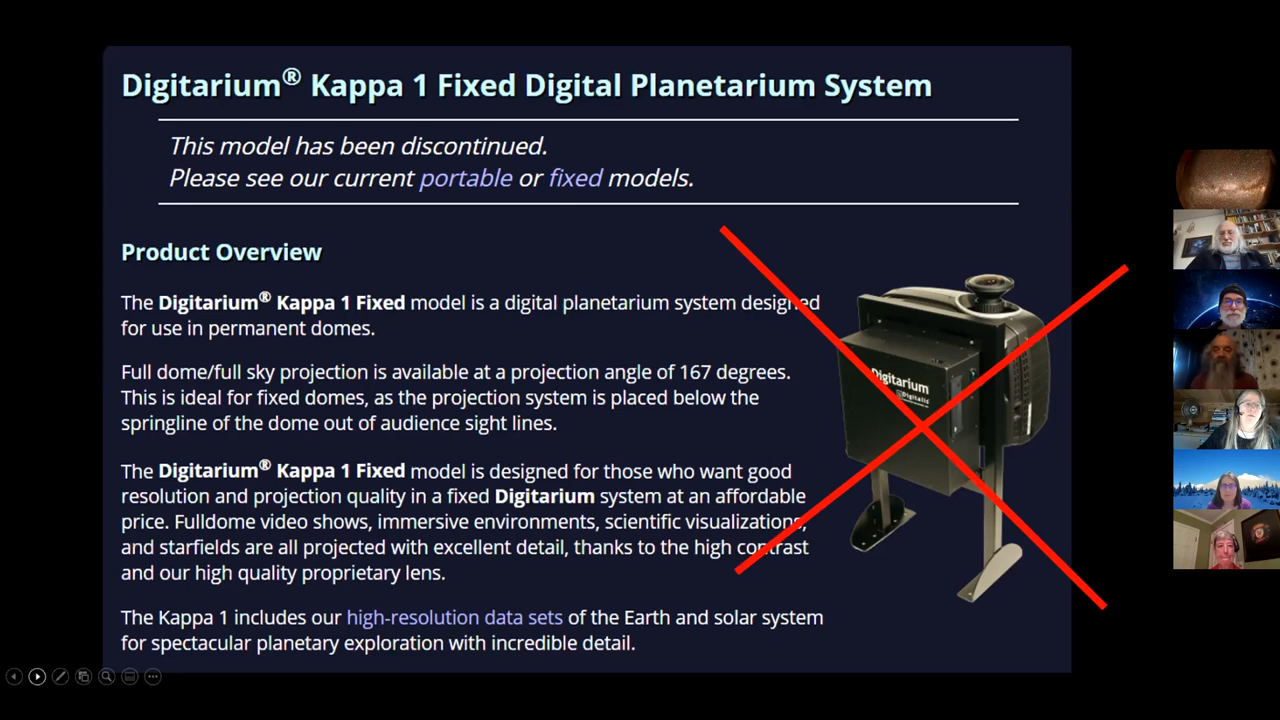 Digitarium® Kappa 1 Fixed Digital Planetarium System
This model has been discontinued.
Please see our current portable or fixed models.
Product Overview
The Digitarium® Kappa 1 Fixed model is a digital planetarium system designed
for use in permanent domes.
Full dome/full sky projection is available at a projection angle of 167 degrees.
This is ideal for fixed domes, as the projection system is placed below the
springline of the dome out of audience sight lines.
The Digitarium® Kappa 1 Fixed model is designed for those who want good
resolution and projection quality in a fixed Digitarium system at an affordable
price. Fulldome video shows, immersive environments, scientific visualizations,
and starfields are all projected with excellent detail, thanks to the high contrast
and our high quality proprietary lens.
The Kappa 1 includes our high-resolution data sets of the Earth and solar system
for spectacular planetary exploration with incredible detail.
Digitarium
Digitalis